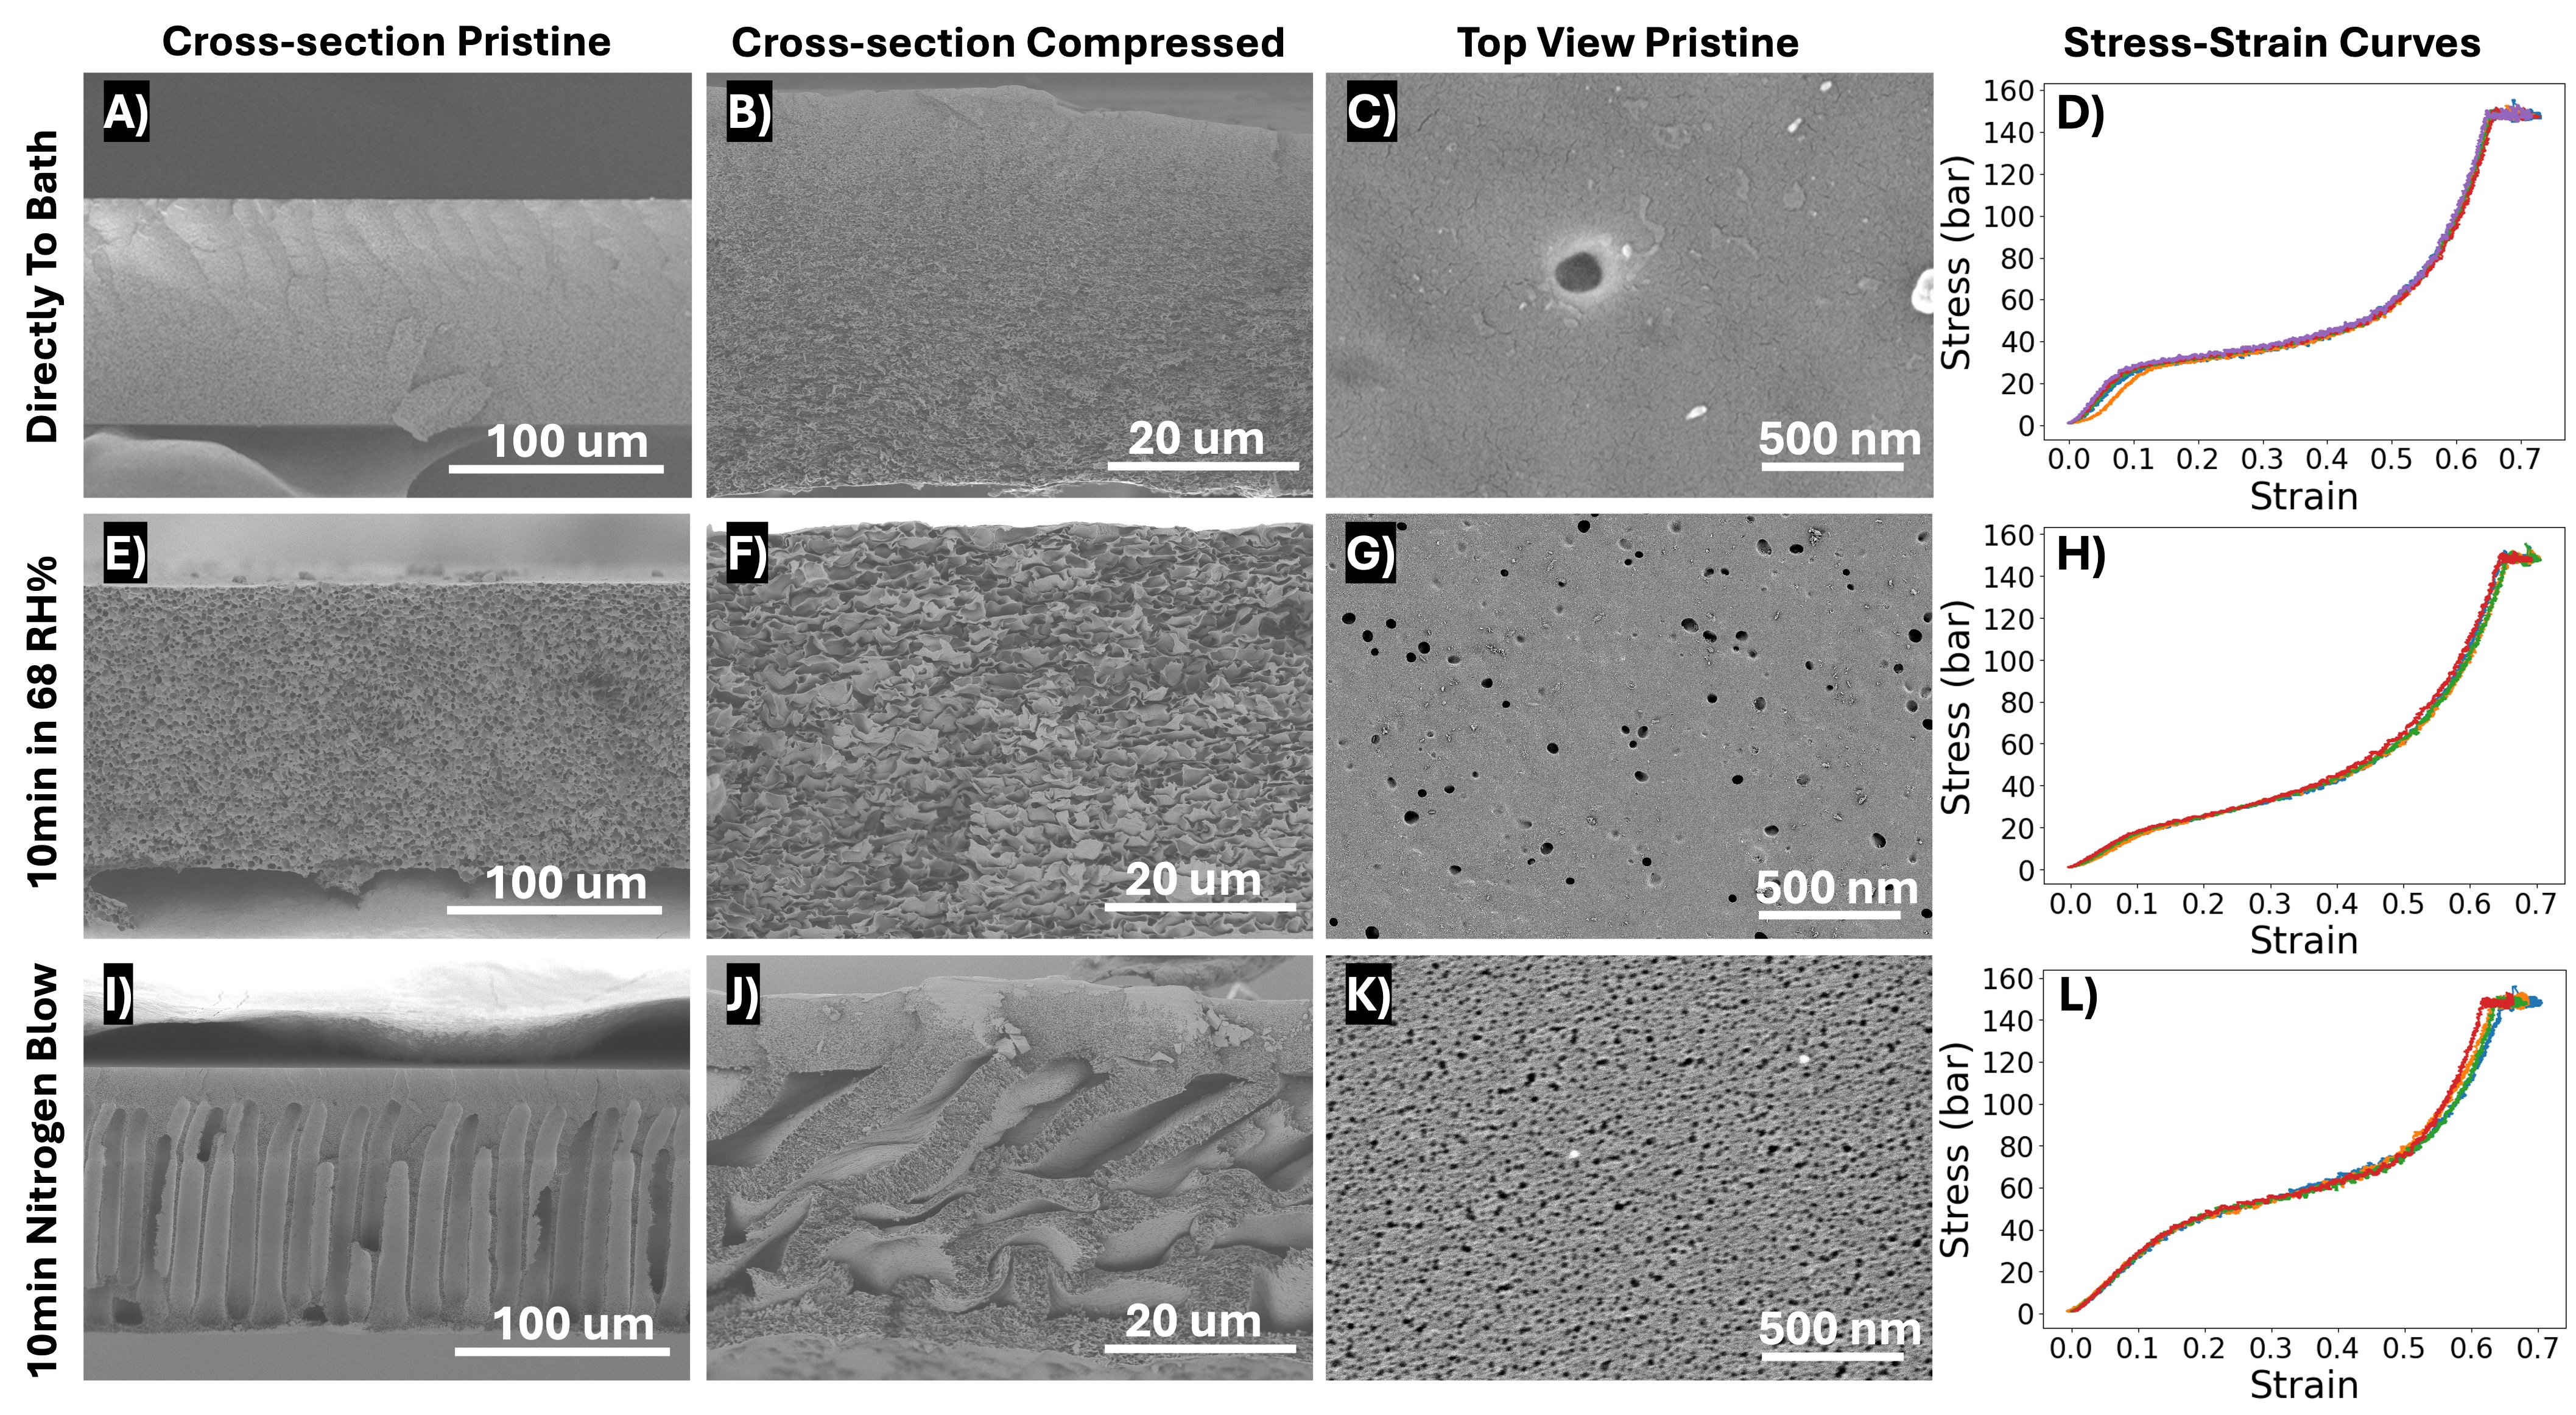 Cross-section Pristine
Cross-section Compressed
Top View Pristine
Stress-Strain Curves
Directly To Bath
A)
100 um
B)
20 um
C)
500 nm
D)
Stress (bar)
160
140
120
100
80
60
40
20
0
0.0 0.1 0.2 0.3 0.4 0.5 0.6 0.7
Strain
10min in 68 RH%
E)
100 um
F)
20 um
G)
500 nm
H)
Stress (bar)
160
140
120
100
80
60
40
20
0
0.0 0.1 0.2 0.3 0.4 0.5 0.6 0.7
Strain
10min Nitrogen Blow
I)
100 um
J)
20 um
K)
500 nm
L)
Stress (bar)
160
140
120
100
80
60
40
20
0
0.0 0.1 0.2 0.3 0.4 0.5 0.6 0.7
Strain